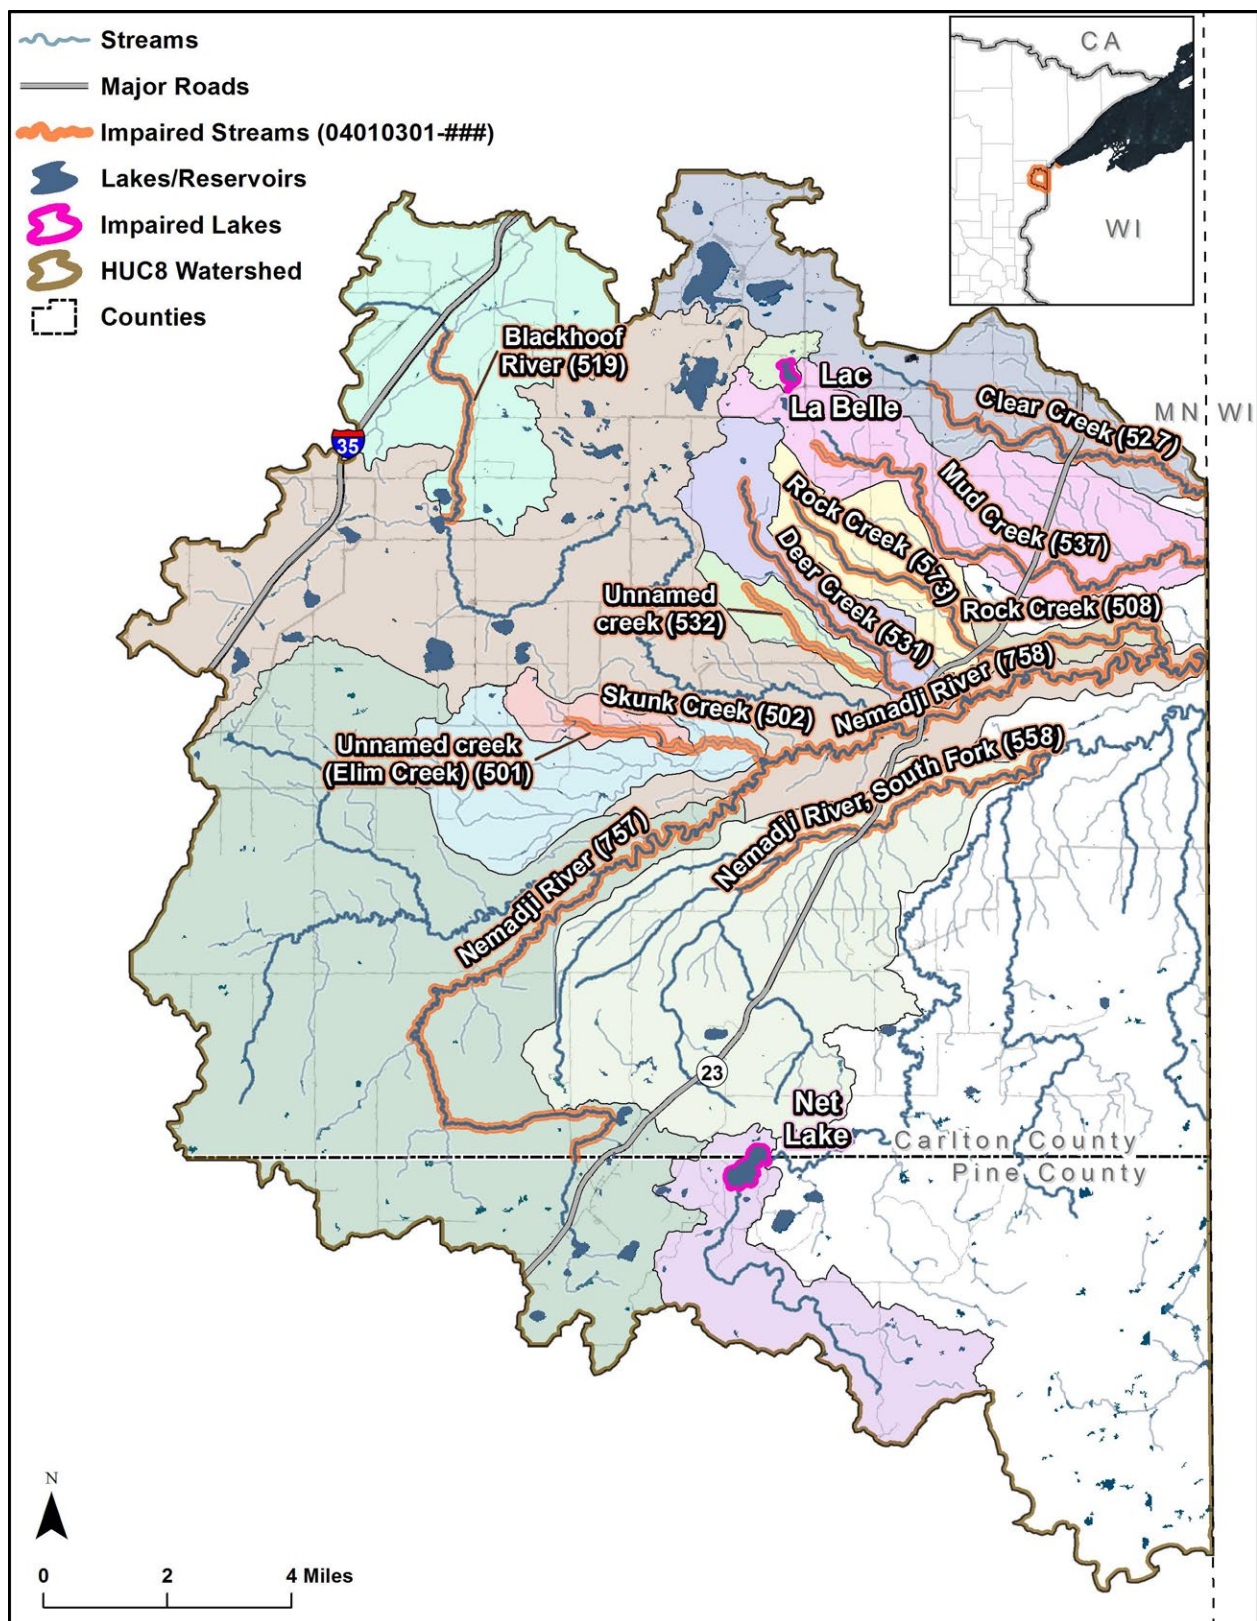 Streams
Major Roads
Impaired Streams (04010301-###)
Lakes/Reservoirs
Impaired Lakes
HUC8 Watershed
Counties
CA
WI
Blackhoof
River (519)
35
Lac
La Belle
Clear Creek (527)
MN WI
Mud Creek (537)
Rock Creek (573)
Deer Creek (531)
Unnamed
creek (532)
Rock Creek (508)
Nemadji River (758)
Skunk Creek (502)
Unnamed creek
(Elim Creek) (501)
Nemadji River, South Fork (558)
Nemadji River (757)
23
Net
Lake
Carlton County
Pine County
N
0 2 4 Miles